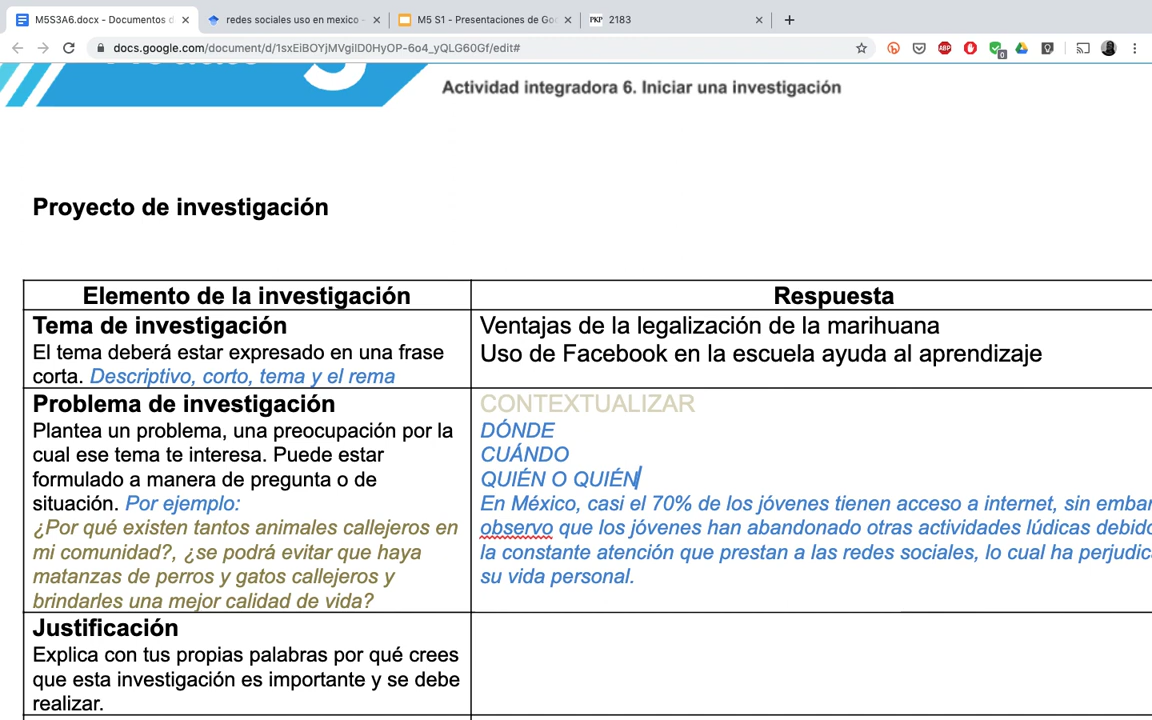 M5S3A6.docx - Documentos d
redes sociales uso en mexico -
M5 S1 - Presentaciones de Goo
PKP 2183
docs.google.com/document/d/1sxEiBOYjMVgilD0HyOP-6o4_yQLG60Gf/edit#
ABP
0
Actividad integradora 6. Iniciar una investigación
Proyecto de investigación
Elemento de la investigación
Respuesta
Tema de investigación
El tema deberá estar expresado en una frase
corta. Descriptivo, corto, tema y el rema
Ventajas de la legalización de la marihuana
Uso de Facebook en la escuela ayuda al aprendizaje
Problema de investigación
Plantea un problema, una preocupación por la
cual ese tema te interesa. Puede estar
formulado a manera de pregunta o de
situación. Por ejemplo:
¿Por qué existen tantos animales callejeros en
mi comunidad?, ¿se podrá evitar que haya
matanzas de perros y gatos callejeros y
brindarles una mejor calidad de vida?
CONTEXTUALIZAR
DÓNDE
CUÁNDO
QUIÉN O QUIÉN
En México, casi el 70% de los jóvenes tienen acceso a internet, sin embar
observo que los jóvenes han abandonado otras actividades lúdicas debido
la constante atención que prestan a las redes sociales, lo cual ha perjudic
su vida personal.
Justificación
Explica con tus propias palabras por qué crees
que esta investigación es importante y se debe
realizar.